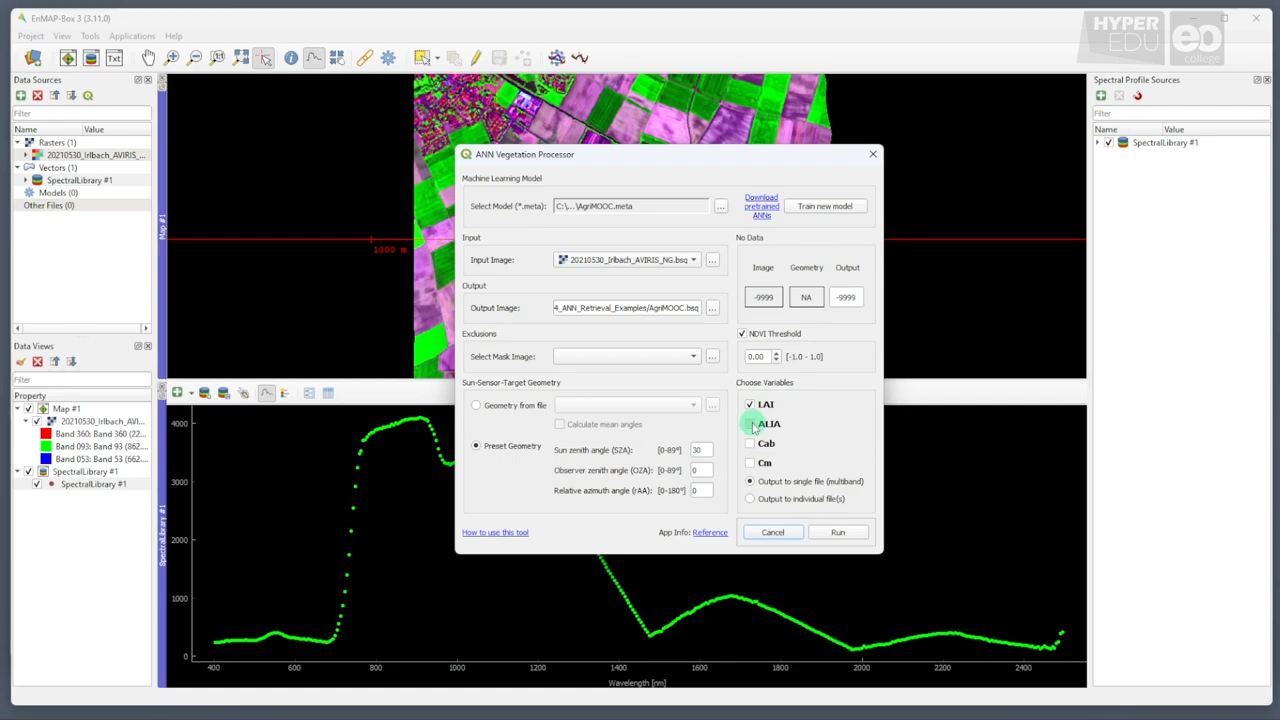 EnMAP-Box 3 (3.11.0)
Project View Tools Applications Help
HYPER
EDU
eo
college
Txt
Data Sources
Filter
Name Value
Rasters (1)
20210530_Irlbach_AVIRIS_...
Vectors (1)
SpectralLibrary #1
Models (0)
Other Files (0)
Data Views
Filter
Property
Map #1
20210530_Irlbach_AVI...
Band 360: Band 360 (22...
Band 093: Band 93 (862...
Band 053: Band 53 (562...
SpectralLibrary #1
SpectralLibrary #1
Map #1
1000 m
ANN Vegetation Processor
Machine Learning Model
Select Model (*.meta): C:\...\AgriMOOC.meta ...
Download
pretrained
ANNs
Train new model
Input
Input Image: 20210530_Irlbach_AVIRIS_NG.bsq ...
Output
Output Image: 4_ANN_Retrieval_Examples/AgriMOOC.bsq ...
Exclusions
Select Mask Image: ...
Sun-Sensor-Target Geometry
Geometry from file ...
Calculate mean angles
Preset Geometry
Sun zenith angle (SZA): [0-89°] 30
Observer zenith angle (OZA): [0-89°] 0
Relative azimuth angle (rAA): [0-180°] 0
No Data
Image Geometry Output
-9999 NA -9999
NDVI Threshold
0.00 [-1.0 - 1.0]
Choose Variables
LAI
ALIA
Cab
Cm
Output to single file (multiband)
Output to individual file(s)
How to use this tool
App Info: Reference
Cancel Run
SpectralLibrary #1
4000
3000
2000
1000
0
400 600 800 1000 1200 1400 1600 1800 2000 2200 2400
Wavelength [nm]
Spectral Profile Sources
Filter
Name Value
SpectralLibrary #1